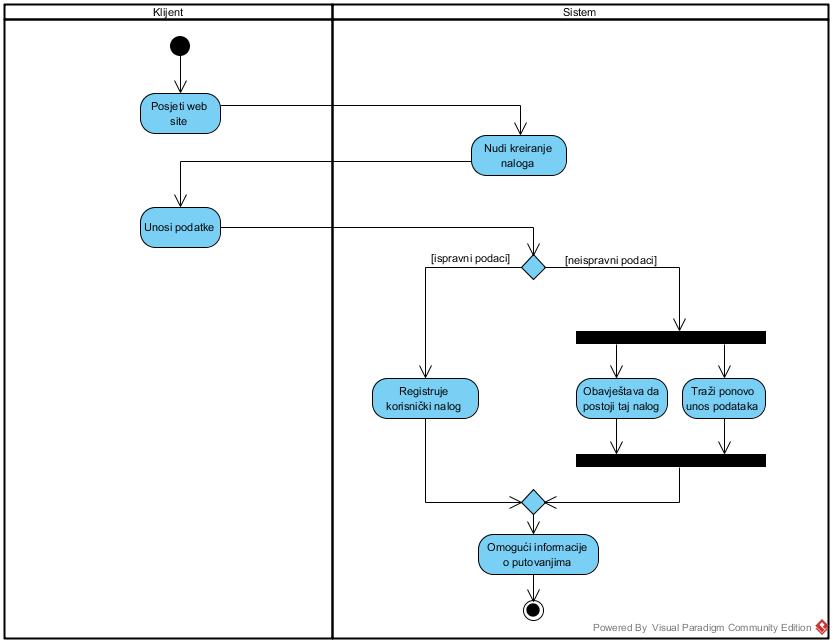 Klijent
Sistem
Posjeti web
site
Nudi kreiranje
naloga
Unosi podatke
[ispravni podaci]
[neispravni podaci]
Registruje
korisnički nalog
Obavještava da
postoji taj nalog
Traži ponovo
unos podataka
Omogući informacije
o putovanjima
Powered By Visual Paradigm Community Edition